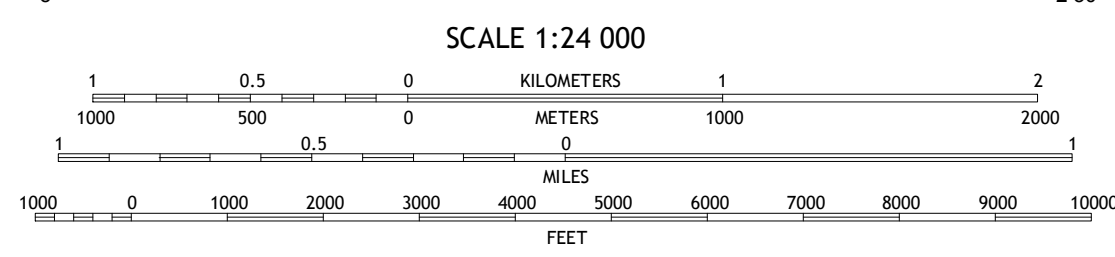 SCALE 1:24 000
1 0.5 0 KILOMETERS 1 2
1000 500 0 METERS 1000 2000
1 0.5 0 1
MILES
1000 0 1000 2000 3000 4000 5000 6000 7000 8000 9000 10000
FEET